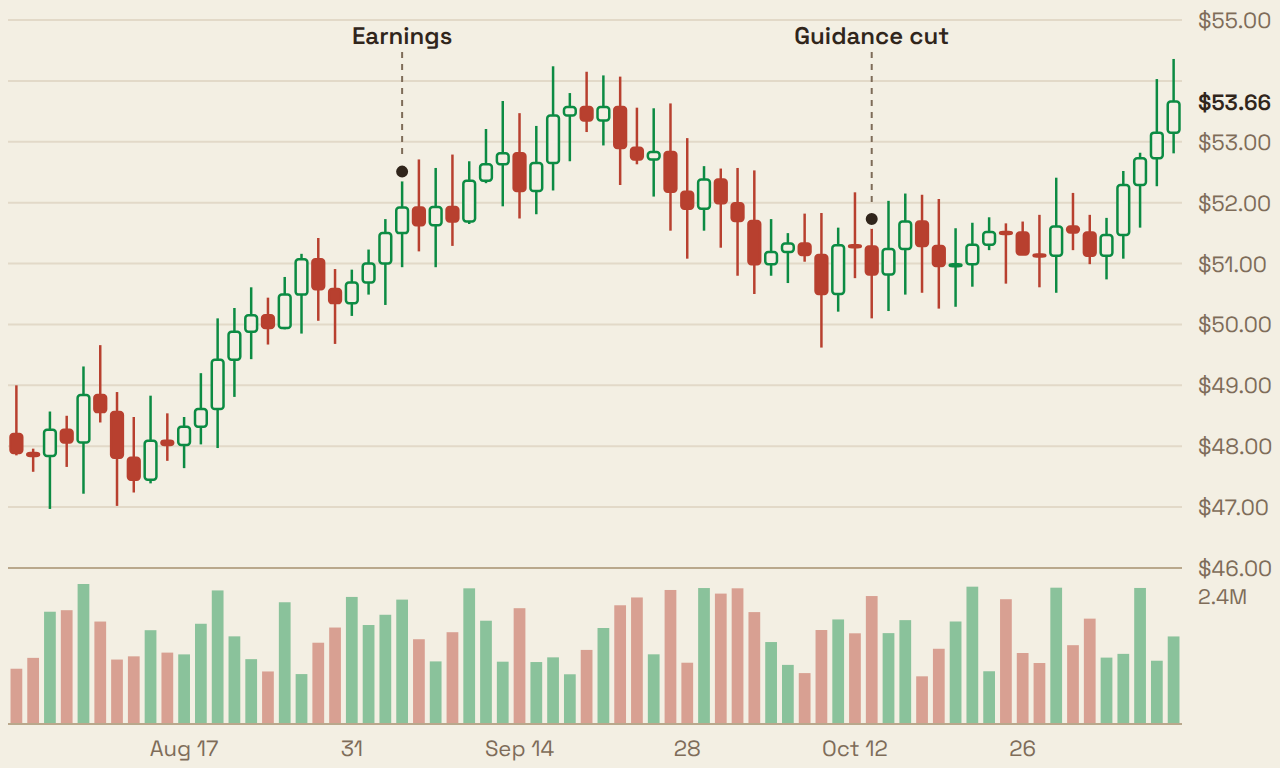 Earnings
Guidance cut
$55.00
$53.66
$53.00
$52.00
$51.00
$50.00
$49.00
$48.00
$47.00
$46.00
2.4M
Aug 17
31
Sep 14
28
Oct 12
26